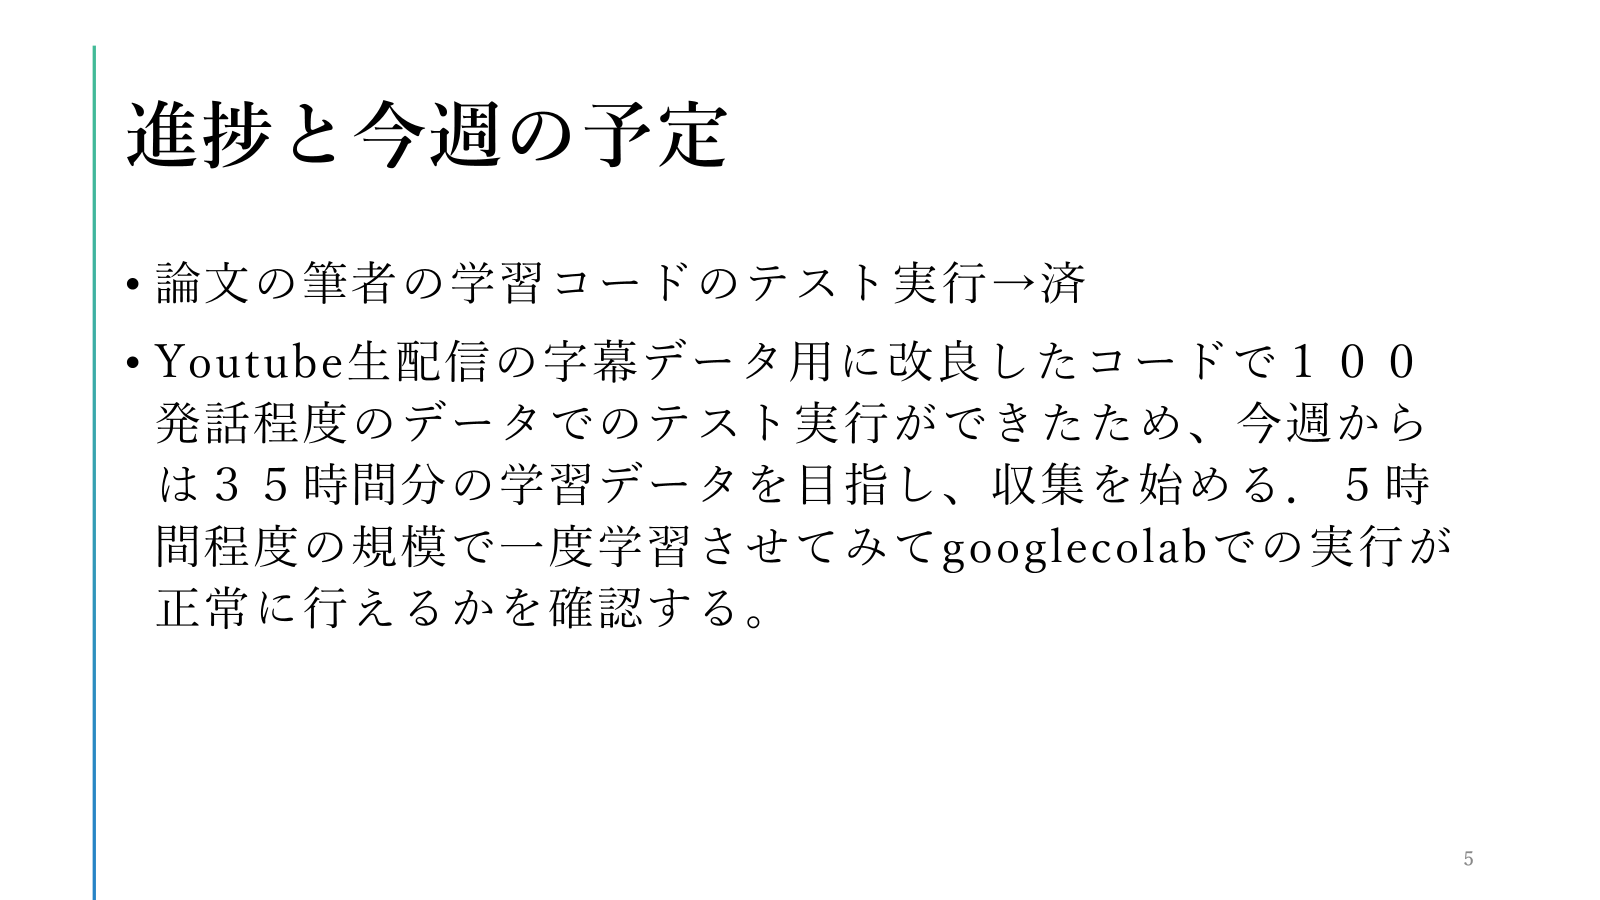 進捗と今週の予定
• 論文の筆者の学習コードのテスト実行→済
• Youtube生配信の字幕データ用に改良したコードで１００
発話程度のデータでのテスト実行ができたため、今週から
は３５時間分の学習データを目指し、収集を始める．５時
間程度の規模で一度学習させてみてgooglecolabでの実行が
正常に行えるかを確認する。
5